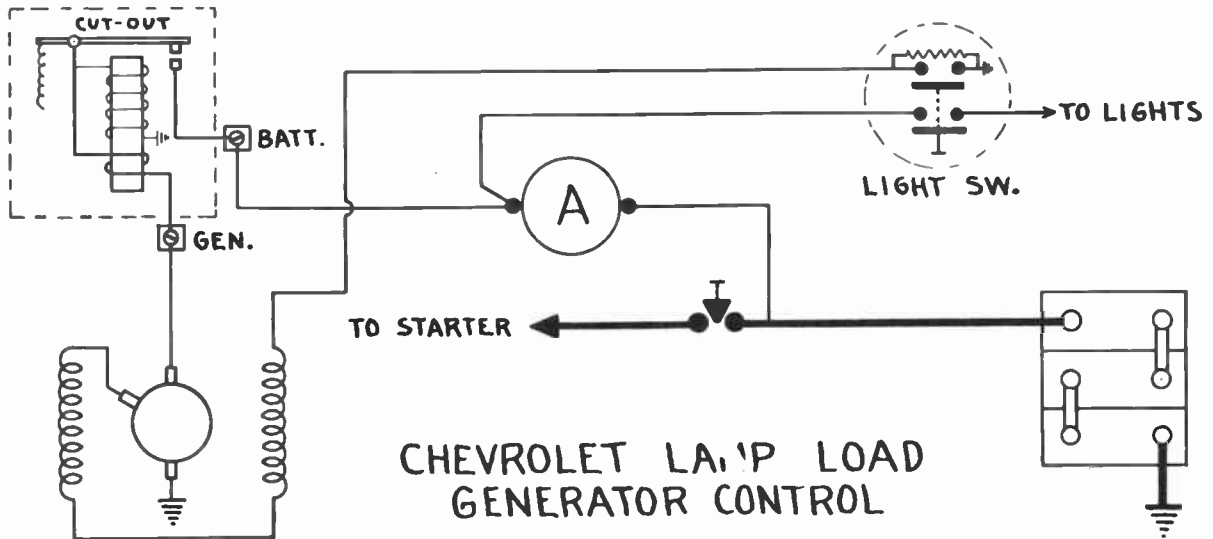 CUT-OUT
BATT.
GEN.
A
TO LIGHTS
LIGHT SW.
TO STARTER
CHEVROLET LAMP LOAD
GENERATOR CONTROL